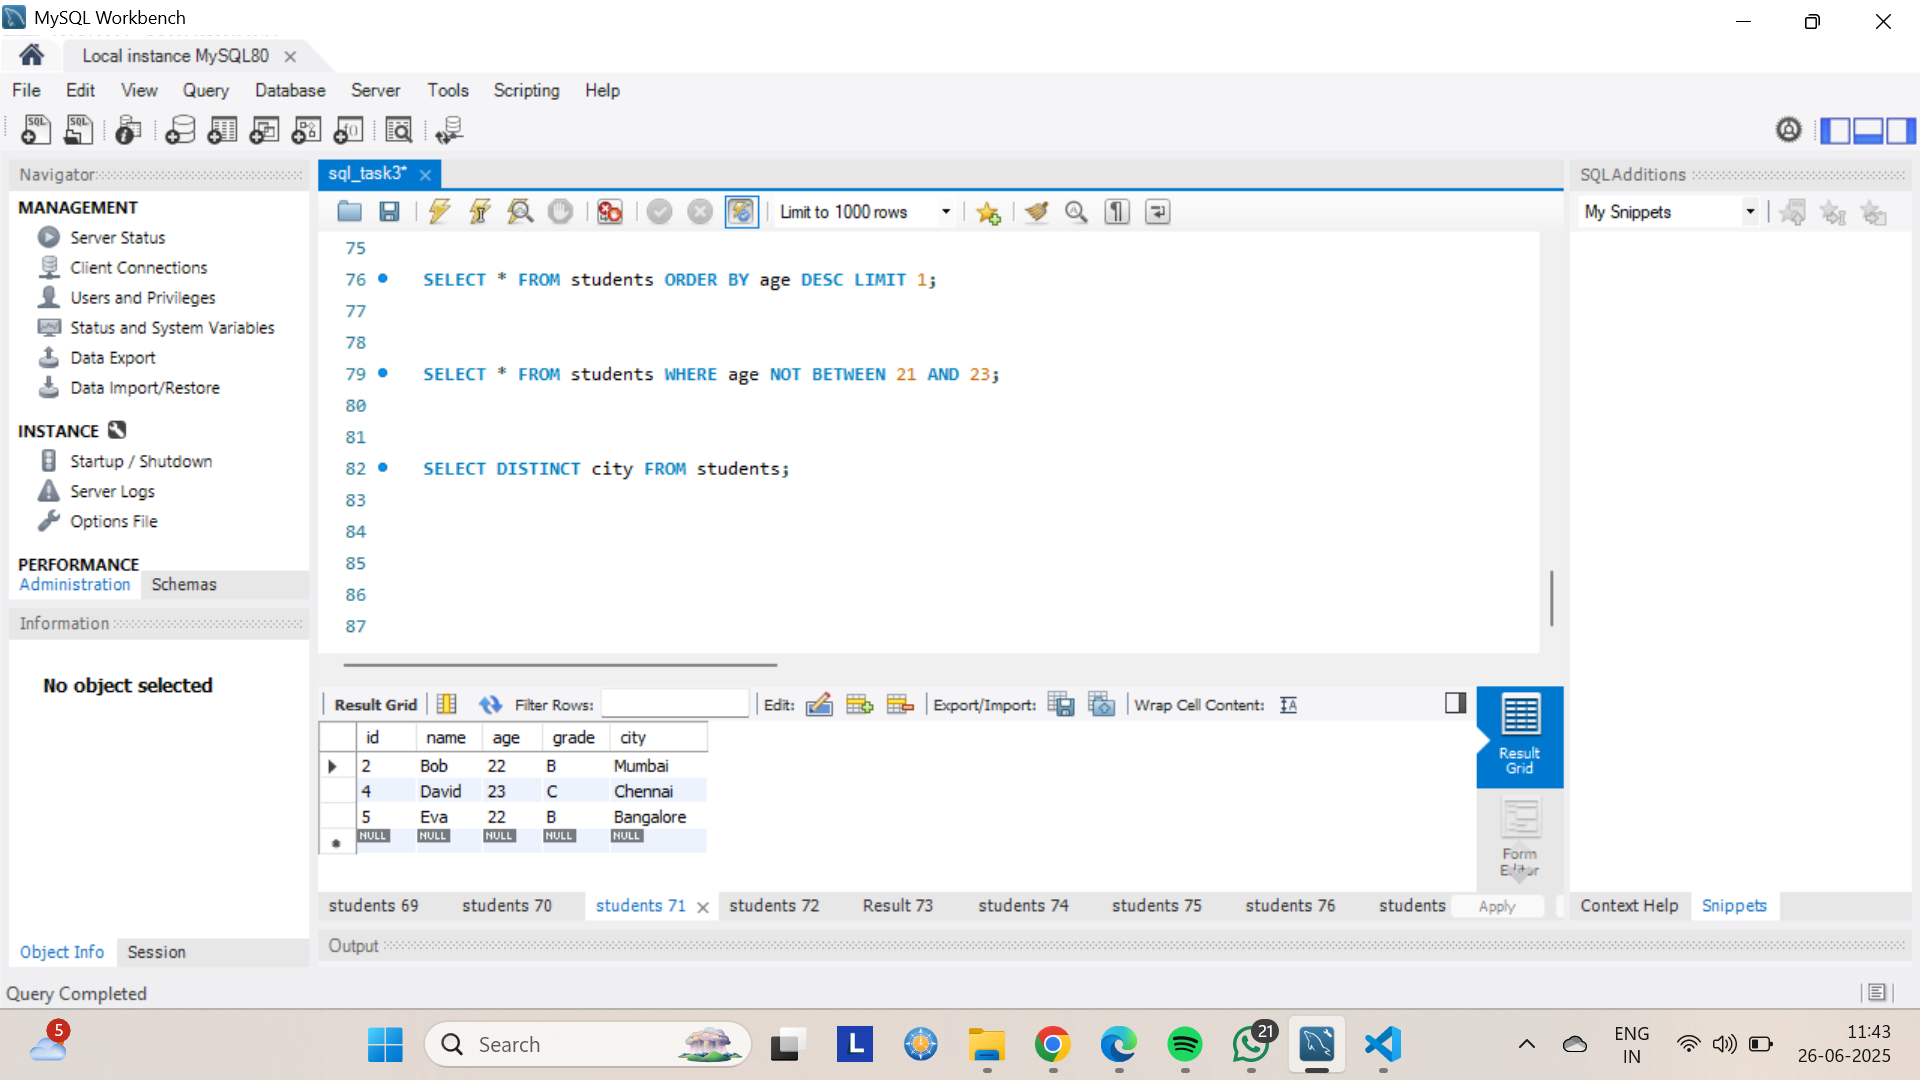 MySQL Workbench
Local instance MySQL80
File Edit View Query Database Server Tools Scripting Help
Navigator
MANAGEMENT
Server Status
Client Connections
Users and Privileges
Status and System Variables
Data Export
Data Import/Restore
INSTANCE
Startup / Shutdown
Server Logs
Options File
PERFORMANCE
Administration Schemas
Information
No object selected
Object Info Session
sql_task3*
Limit to 1000 rows
75
76 SELECT * FROM students ORDER BY age DESC LIMIT 1;
77
78
79 SELECT * FROM students WHERE age NOT BETWEEN 21 AND 23;
80
81
82 SELECT DISTINCT city FROM students;
83
84
85
86
87
Result Grid Filter Rows: Edit: Export/Import: Wrap Cell Content:
id name age grade city
2 Bob 22 B Mumbai
4 David 23 C Chennai
5 Eva 22 B Bangalore
NULL NULL NULL NULL NULL
Result
Grid
Form
Editor
students 69 students 70 students 71 students 72 Result 73 students 74 students 75 students 76 students Apply
Output
SQLAdditions
My Snippets
Context Help Snippets
Query Completed
5
Search
L
21
ENG
IN
11:43
26-06-2025